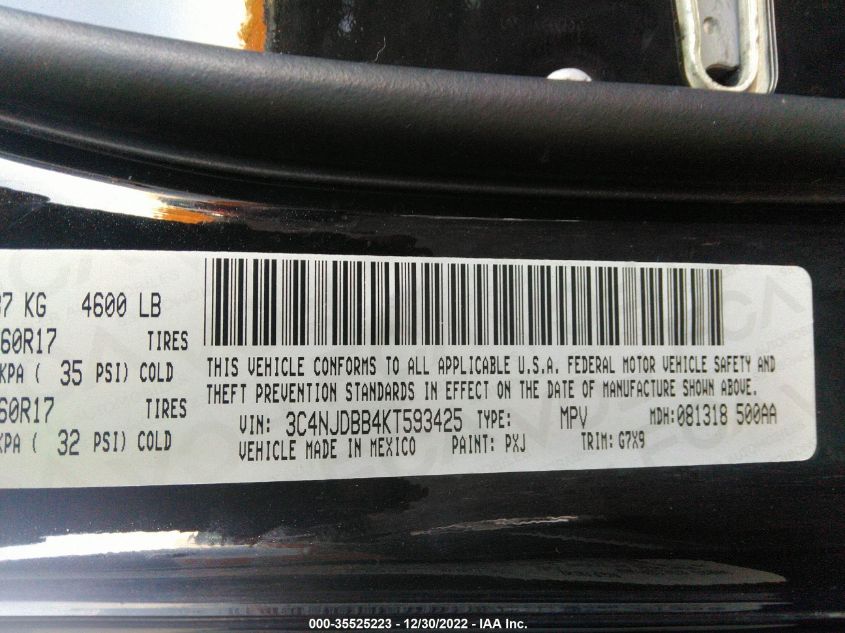 37 KG 4600 LB
60R17 TIRES
KPA ( 35 PSI) COLD
60R17 TIRES
KPA ( 32 PSI) COLD
THIS VEHICLE CONFORMS TO ALL APPLICABLE U.S.A. FEDERAL MOTOR VEHICLE SAFETY AND
THEFT PREVENTION STANDARDS IN EFFECT ON THE DATE OF MANUFACTURE SHOWN ABOVE.
VIN: 3C4NJDBB4KT593425 TYPE: MPV MDH: 081318 500AA
VEHICLE MADE IN MEXICO PAINT: PXJ TRIM: G7X9
000-35525223 - 12/30/2022 - IAA Inc.